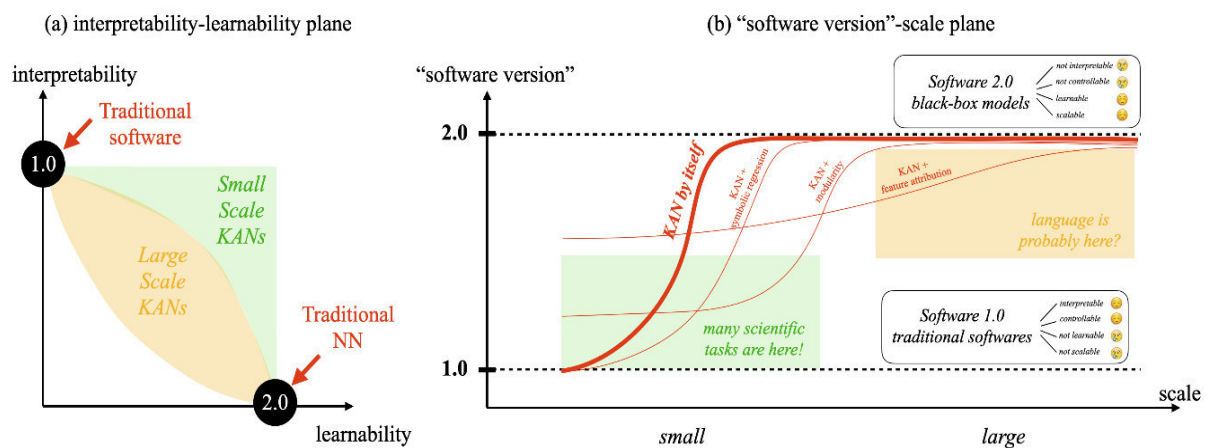 (a) interpretability-learnability plane
interpretability
Traditional
software
1.0
Small
Scale
KANs
Large
Scale
KANs
Traditional
NN
2.0
learnability
(b) “software version”-scale plane
“software version”
2.0
1.0
KAN by itself
KAN +
symbolic regression
KAN +
modularity
KAN +
feature attribution
many scientific
tasks are here!
language is
probably here?
Software 2.0
black-box models
not interpretable
not controllable
learnable
scalable
Software 1.0
traditional softwares
interpretable
controllable
not learnable
not scalable
scale
small
large